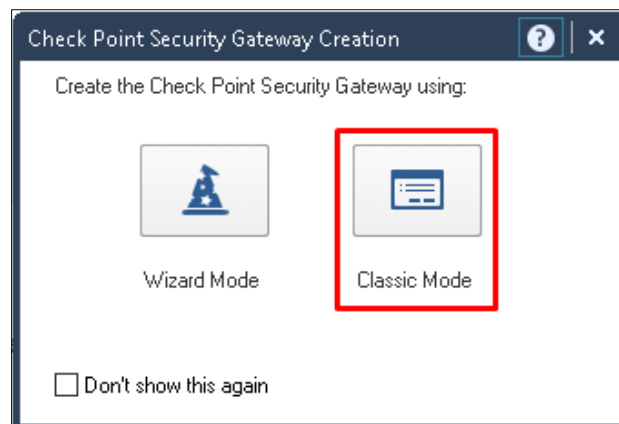 Check Point Security Gateway Creation
Create the Check Point Security Gateway using:
Wizard Mode
Classic Mode
Don't show this again